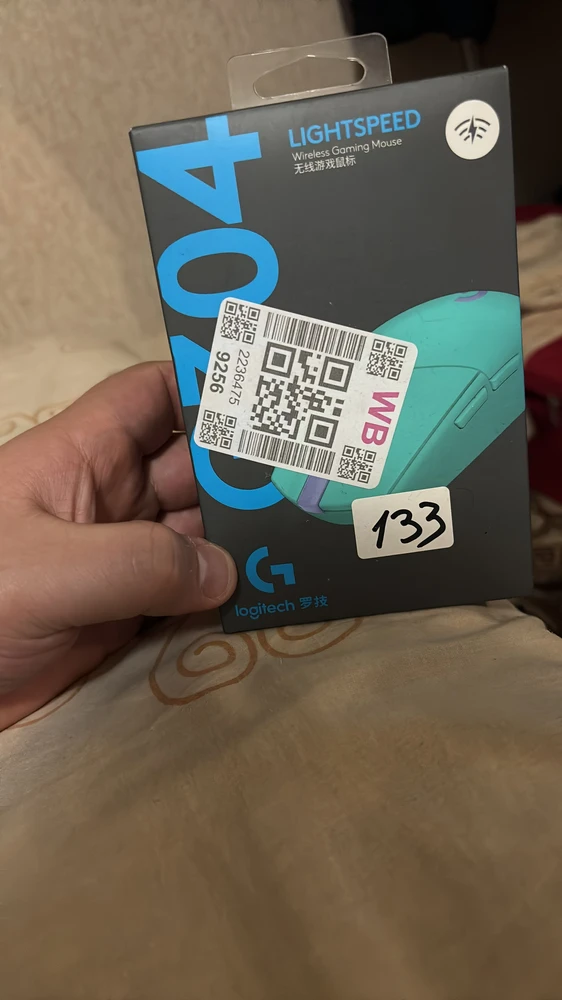 G304
LIGHTSPEED
Wireless Gaming Mouse
无线游戏鼠标
2236475
9256
WB
133
logitech 罗技